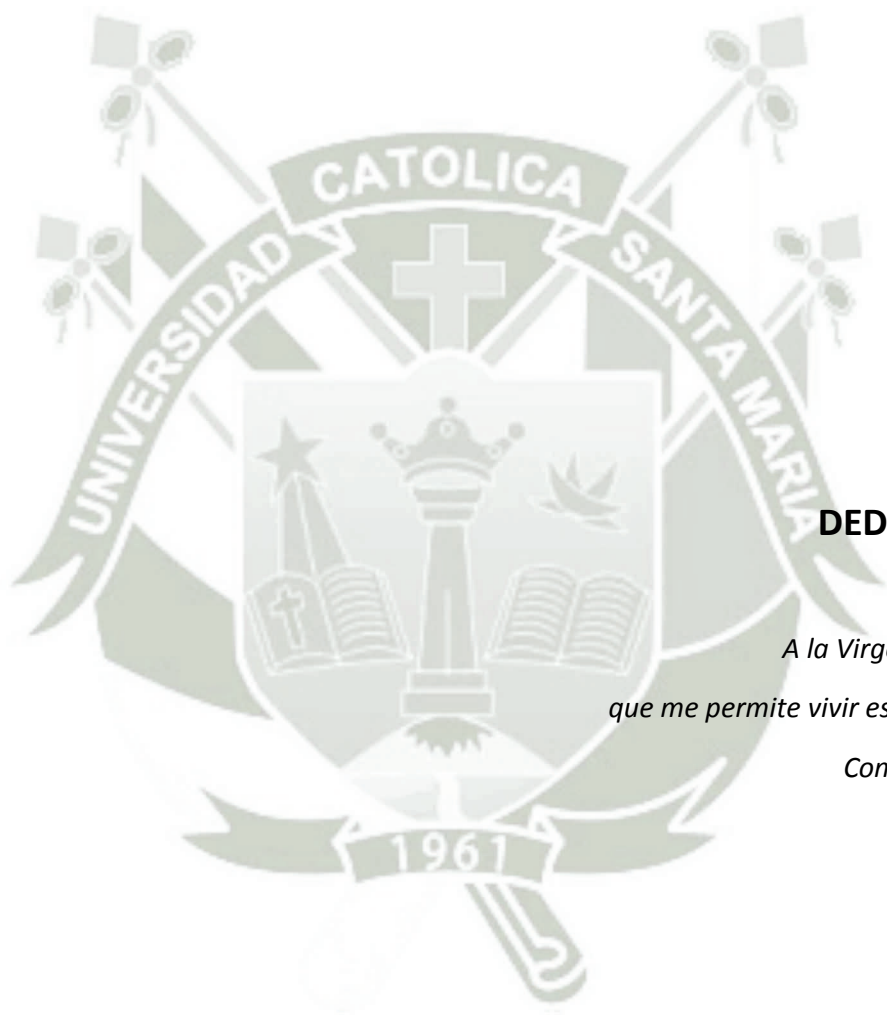 UNIVERSIDAD CATOLICA SANTA MARIA
DED
A la Virg
que me permite vivir es
Con
1961